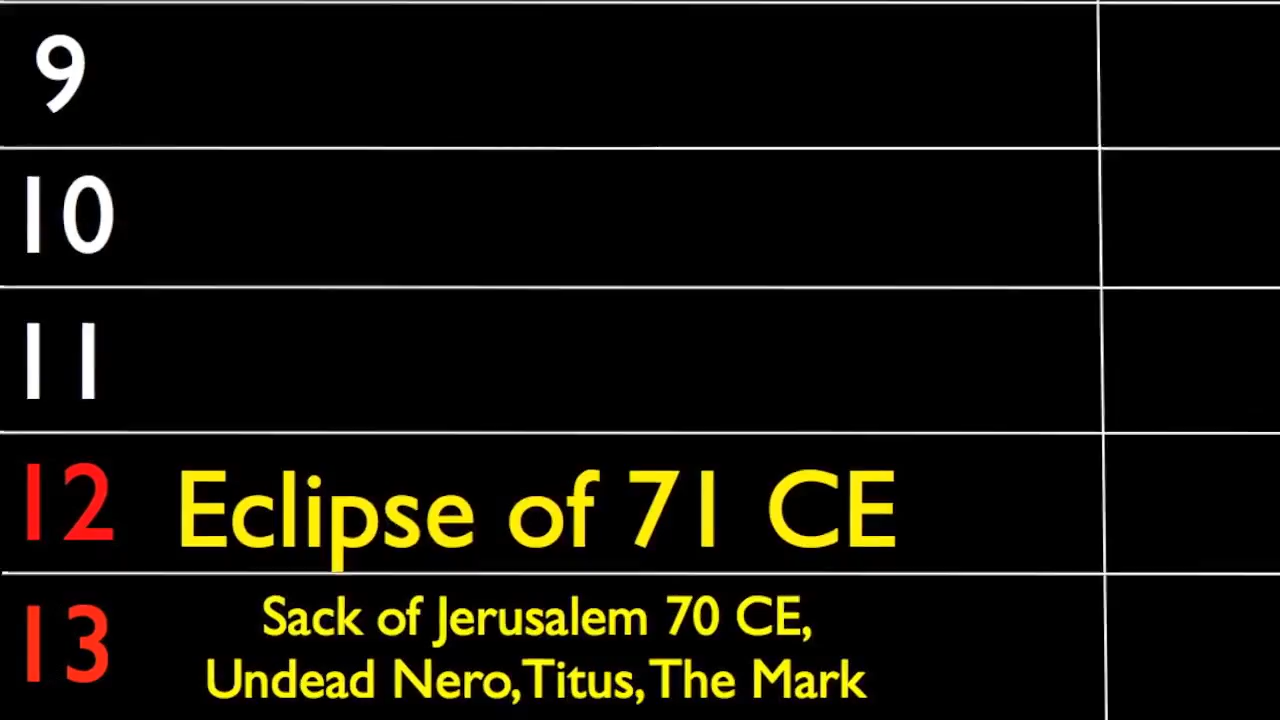 9
10
11
12 Eclipse of 71 CE
13 Sack of Jerusalem 70 CE,
Undead Nero,Titus,The Mark